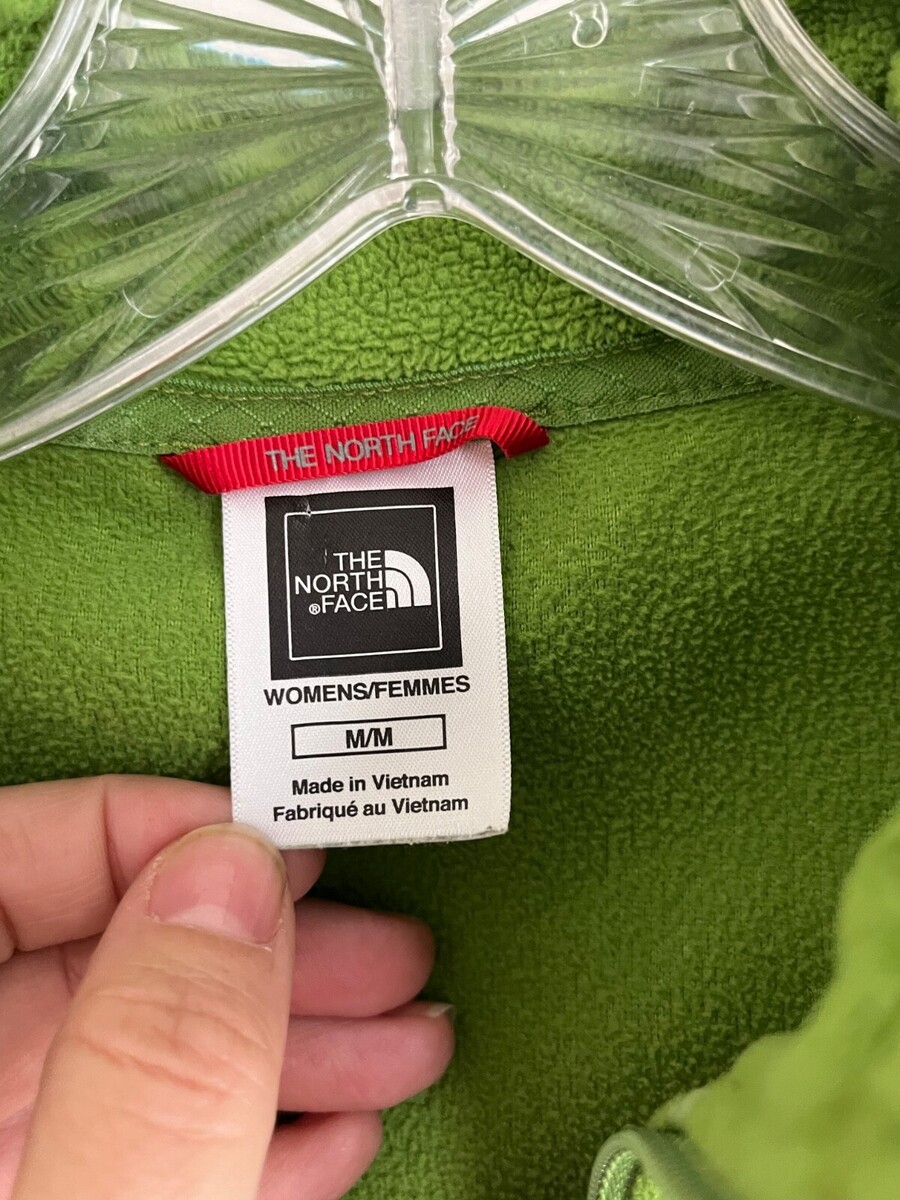 THE NORTH FACE
THE
NORTH
®FACE
WOMENS/FEMMES
M/M
Made in Vietnam
Fabriqué au Vietnam